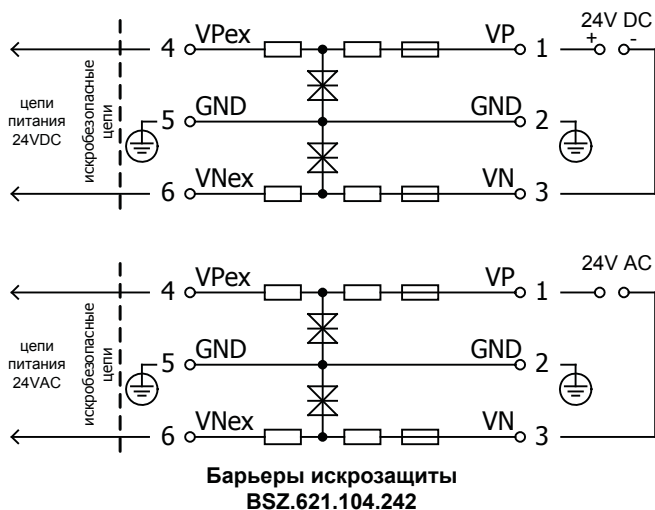 24V DC
+ -
4 VPex VP 1
цепи
питания
24VDC
искробезопасные
цепи
5 GND GND 2
6 VNex VN 3
24V AC
4 VPex VP 1
цепи
питания
24VAC
искробезопасные
цепи
5 GND GND 2
6 VNex VN 3
Барьеры искрозащиты
BSZ.621.104.242